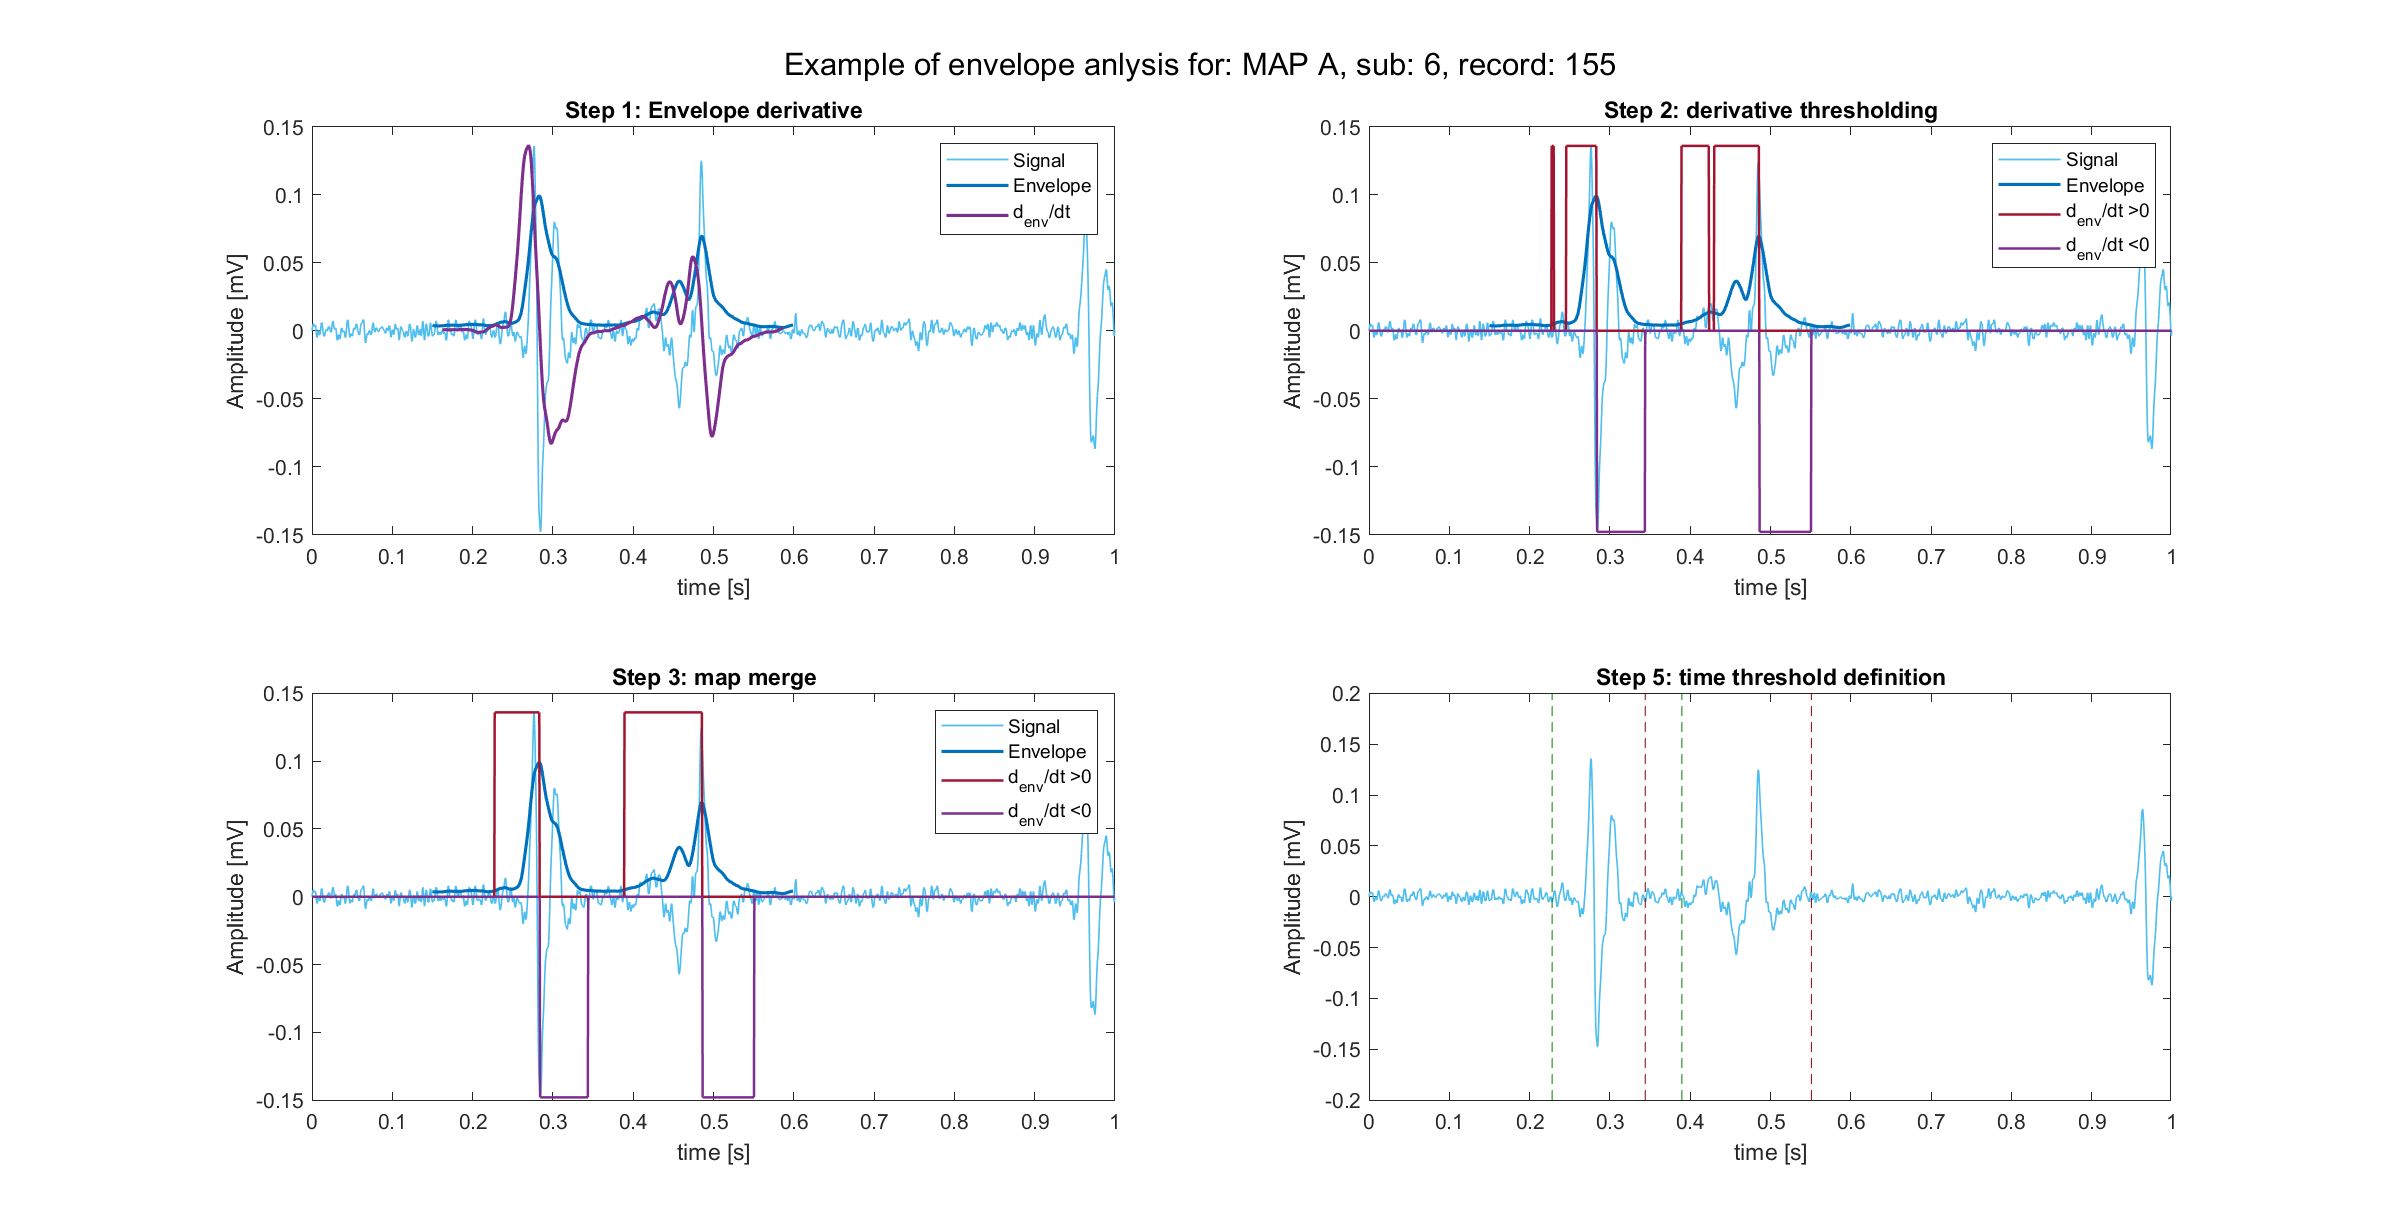 Example of envelope anlysis for: MAP A, sub: 6, record: 155
Step 1: Envelope derivative
0.15
0.1
0.05
0
-0.05
-0.1
-0.15
Amplitude [mV]
0 0.1 0.2 0.3 0.4 0.5 0.6 0.7 0.8 0.9 1
time [s]
Signal
Envelope
d_env/dt
Step 2: derivative thresholding
0.15
0.1
0.05
0
-0.05
-0.1
-0.15
Amplitude [mV]
0 0.1 0.2 0.3 0.4 0.5 0.6 0.7 0.8 0.9 1
time [s]
Signal
Envelope
d_env/dt >0
d_env/dt <0
Step 3: map merge
0.15
0.1
0.05
0
-0.05
-0.1
-0.15
Amplitude [mV]
0 0.1 0.2 0.3 0.4 0.5 0.6 0.7 0.8 0.9 1
time [s]
Signal
Envelope
d_env/dt >0
d_env/dt <0
Step 5: time threshold definition
0.2
0.15
0.1
0.05
0
-0.05
-0.1
-0.15
-0.2
Amplitude [mV]
0 0.1 0.2 0.3 0.4 0.5 0.6 0.7 0.8 0.9 1
time [s]